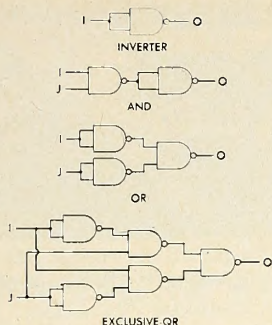 I O
INVERTER
I
J O
AND
I
J O
OR
I
O
J
EXCLUSIVE-OR